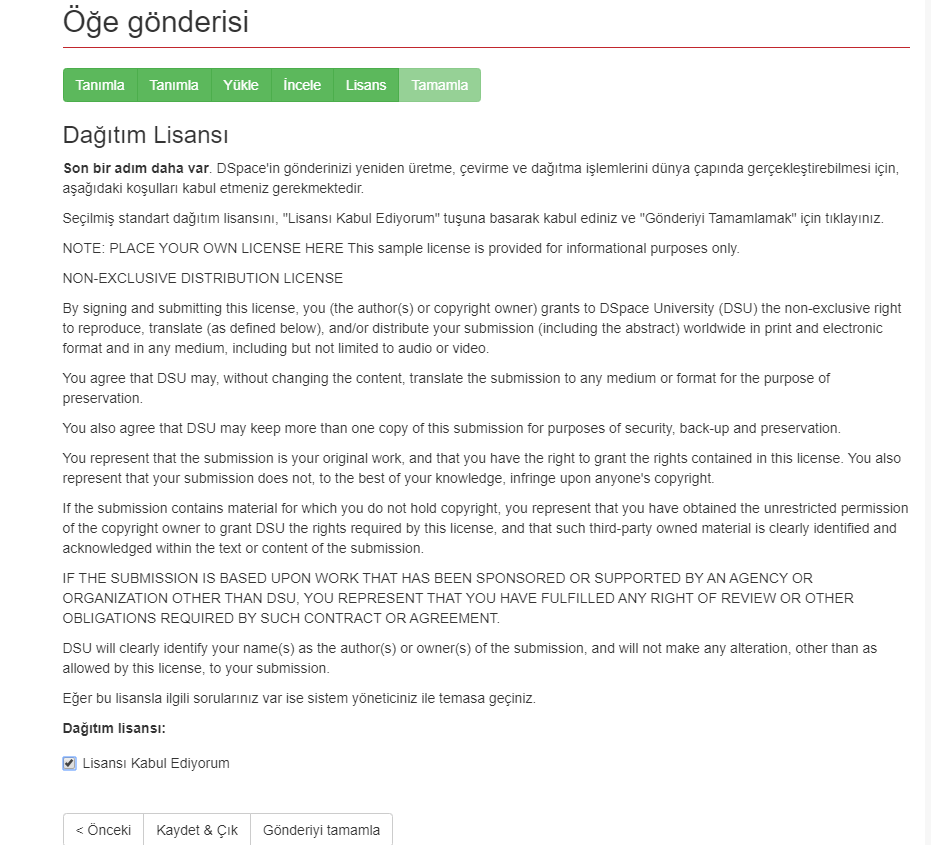 Öğe gönderisi
Tanımla Tanımla Yükle İncele Lisans Tamamla
Dağıtım Lisansı
Son bir adım daha var. DSpace'in gönderinizi yeniden üretme, çevirme ve dağıtma işlemlerini dünya çapında gerçekleştirebilmesi için,
aşağıdaki koşulları kabul etmeniz gerekmektedir.
Seçilmiş standart dağıtım lisansını, "Lisansı Kabul Ediyorum" tuşuna basarak kabul ediniz ve "Gönderiyi Tamamlamak" için tıklayınız.
NOTE: PLACE YOUR OWN LICENSE HERE This sample license is provided for informational purposes only.
NON-EXCLUSIVE DISTRIBUTION LICENSE
By signing and submitting this license, you (the author(s) or copyright owner) grants to DSpace University (DSU) the non-exclusive right
to reproduce, translate (as defined below), and/or distribute your submission (including the abstract) worldwide in print and electronic
format and in any medium, including but not limited to audio or video.
You agree that DSU may, without changing the content, translate the submission to any medium or format for the purpose of
preservation.
You also agree that DSU may keep more than one copy of this submission for purposes of security, back-up and preservation.
You represent that the submission is your original work, and that you have the right to grant the rights contained in this license. You also
represent that your submission does not, to the best of your knowledge, infringe upon anyone's copyright.
If the submission contains material for which you do not hold copyright, you represent that you have obtained the unrestricted permission
of the copyright owner to grant DSU the rights required by this license, and that such third-party owned material is clearly identified and
acknowledged within the text or content of the submission.
IF THE SUBMISSION IS BASED UPON WORK THAT HAS BEEN SPONSORED OR SUPPORTED BY AN AGENCY OR
ORGANIZATION OTHER THAN DSU, YOU REPRESENT THAT YOU HAVE FULFILLED ANY RIGHT OF REVIEW OR OTHER
OBLIGATIONS REQUIRED BY SUCH CONTRACT OR AGREEMENT.
DSU will clearly identify your name(s) as the author(s) or owner(s) of the submission, and will not make any alteration, other than as
allowed by this license, to your submission.
Eğer bu lisansla ilgili sorularınız var ise sistem yöneticiniz ile temasa geçiniz.
Dağıtım lisansı:
Lisansı Kabul Ediyorum
< Önceki Kaydet & Çık Gönderiyi tamamla